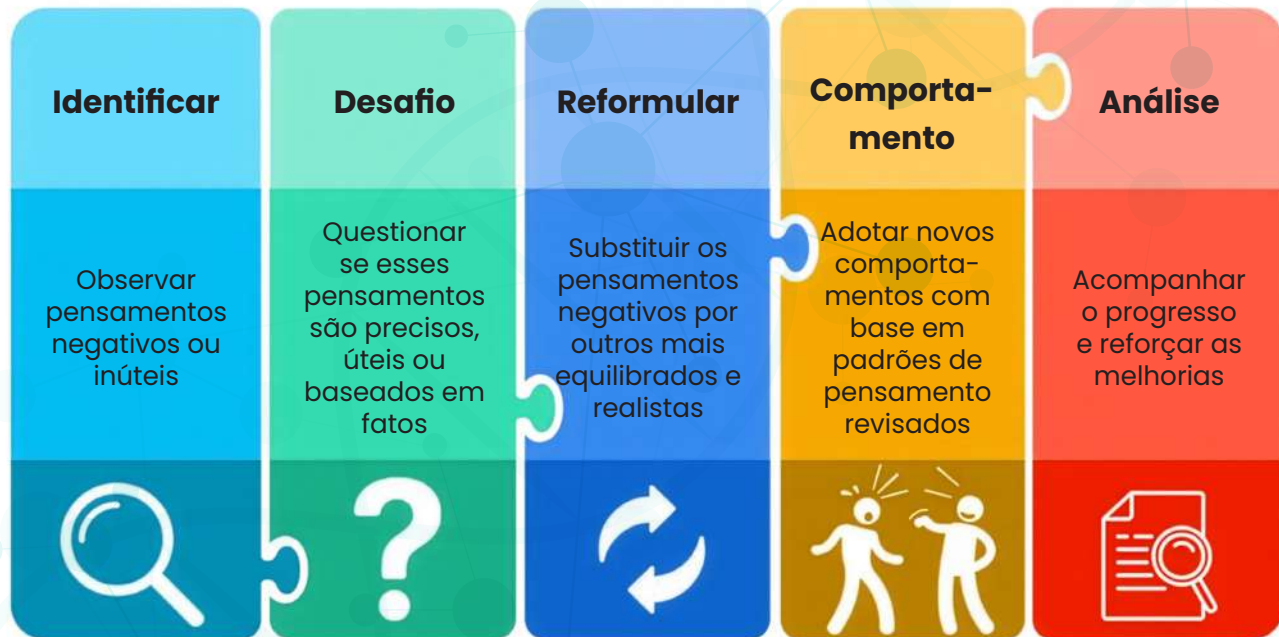 Identificar
Observar
pensamentos
negativos ou
inúteis
Desafio
Questionar
se esses
pensamentos
são precisos,
úteis ou
baseados em
fatos
?
Reformular
Substituir os
pensamentos
negativos por
outros mais
equilibrados e
realistas
Comporta-
mento
Adotar novos
comporta-
mentos com
base em
padrões de
pensamento
revisados
Análise
Acompanhar
o progresso
e reforçar as
melhorias